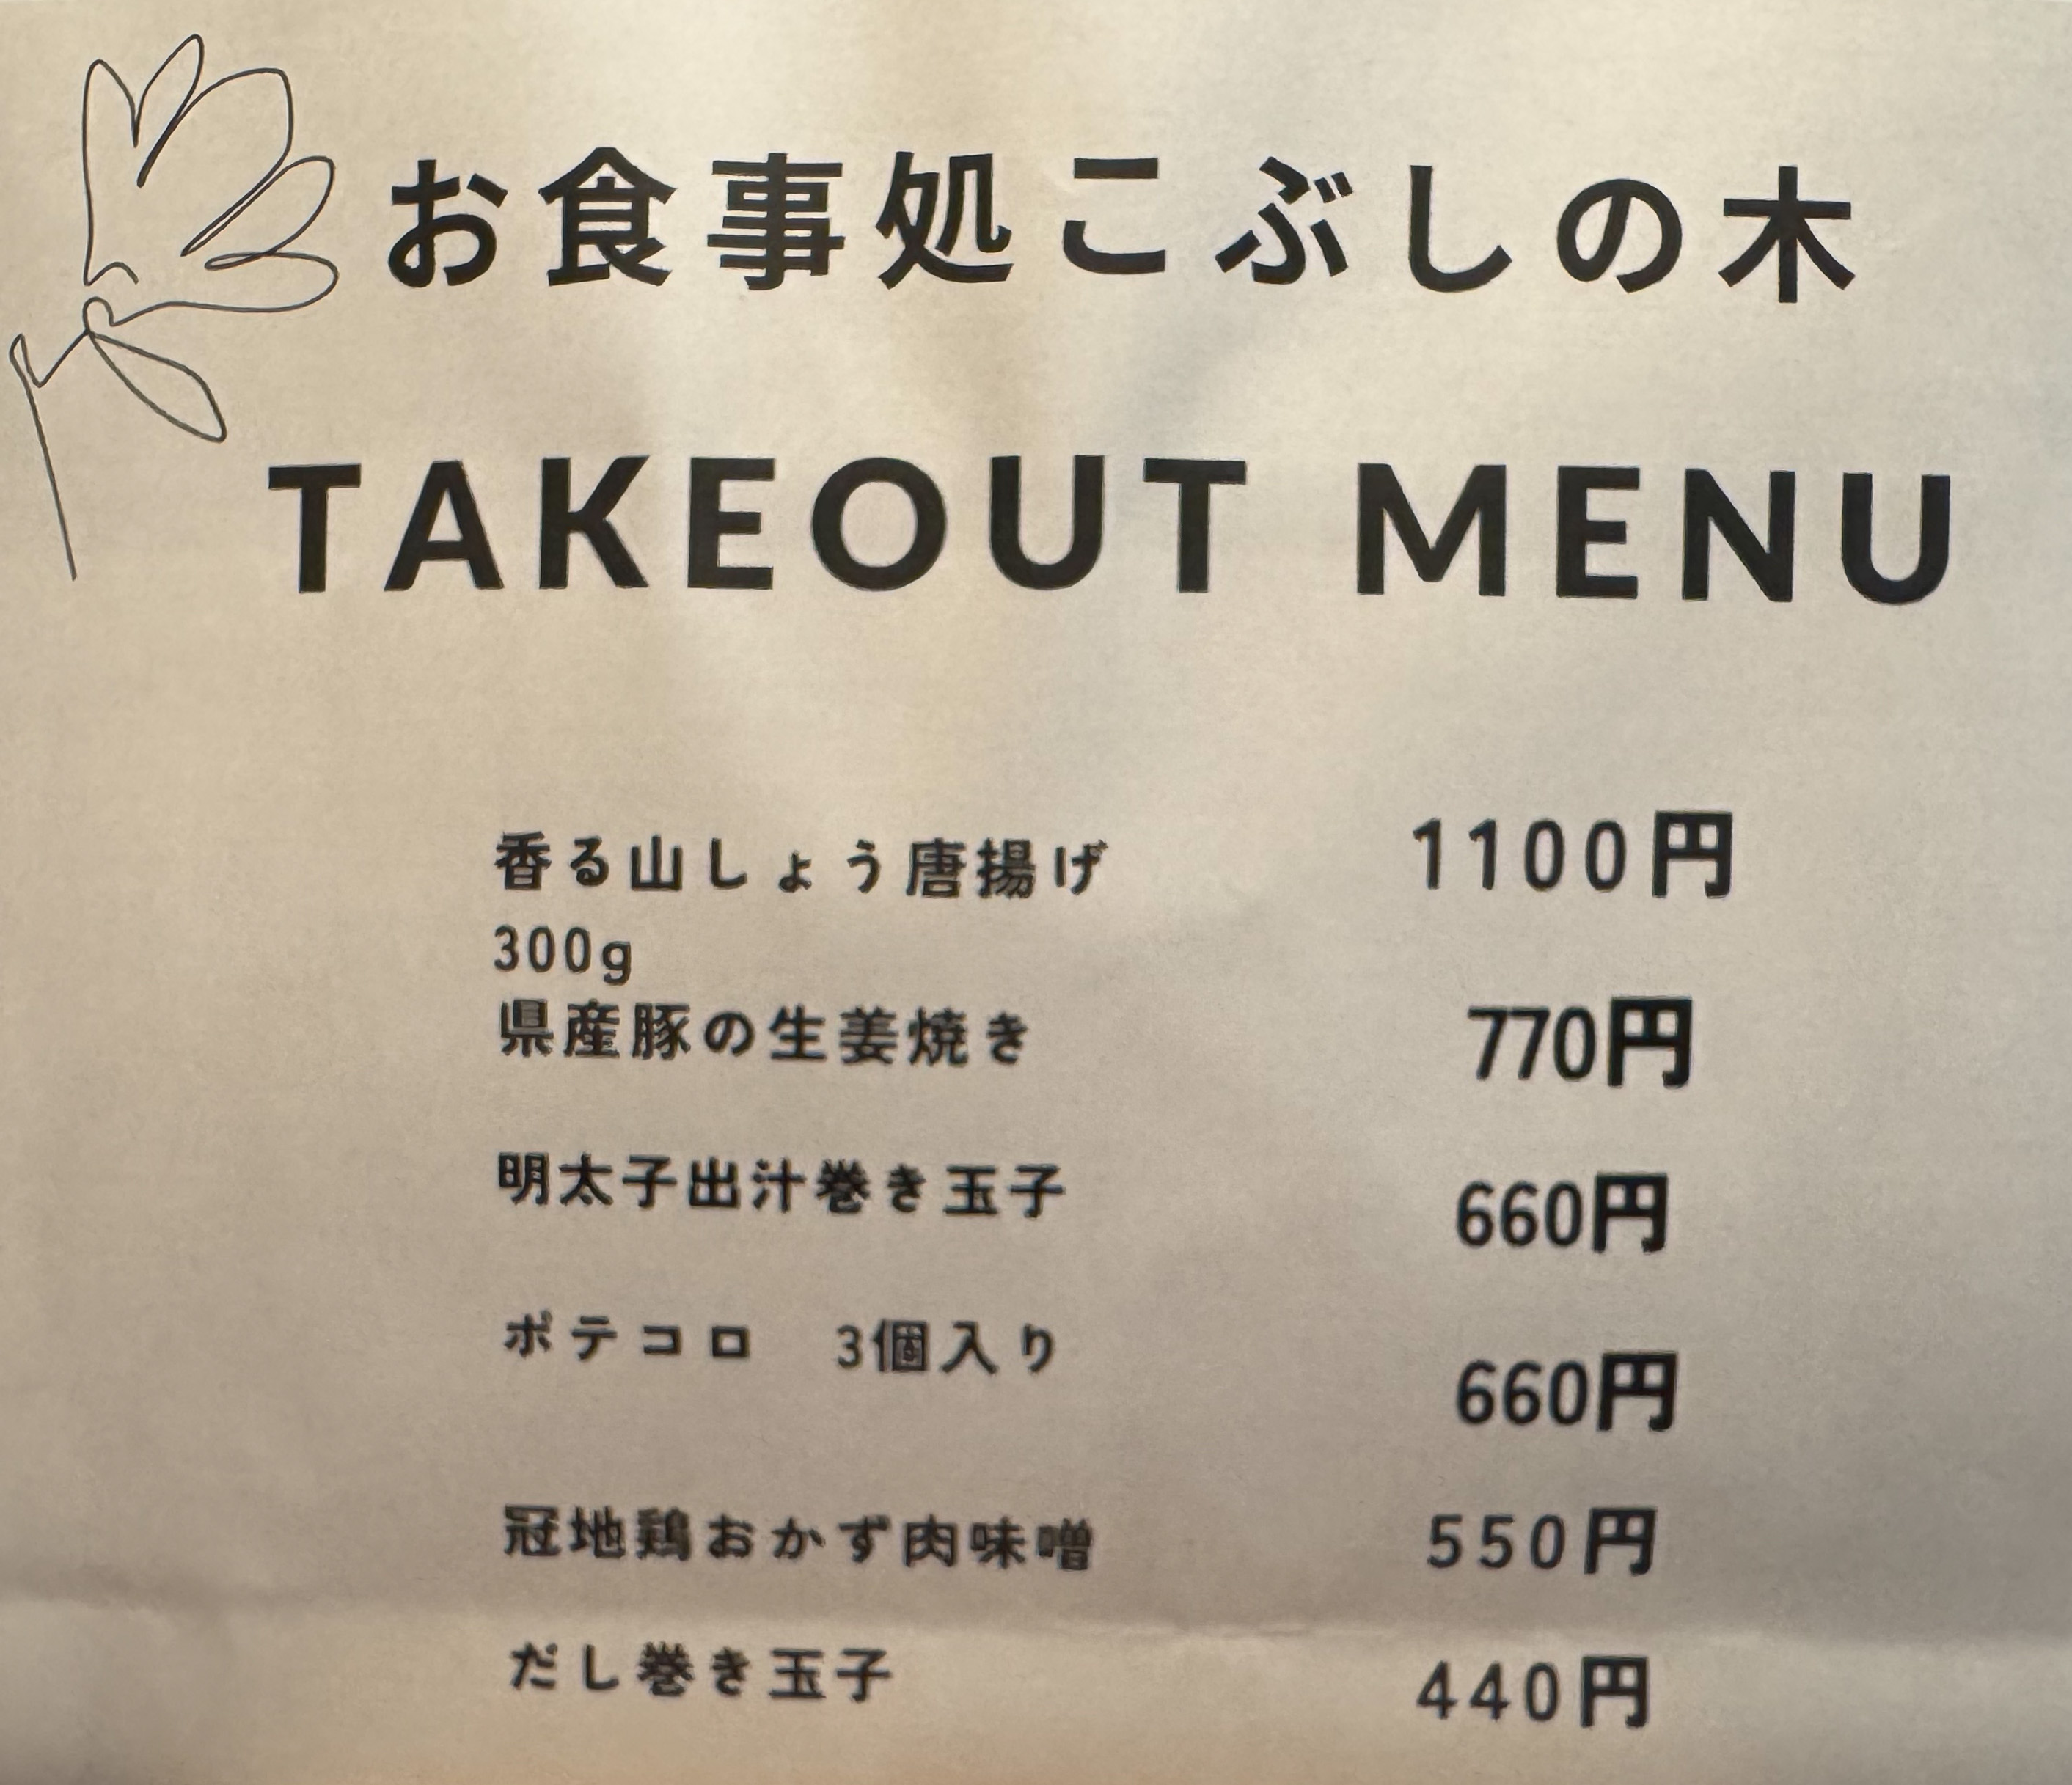 お食事処こぶしの木
TAKEOUT MENU
香る山しょう唐揚げ 1100円
300g
県産豚の生姜焼き 770円
明太子出汁巻き玉子 660円
ポテコロ　3個入り 660円
冠地鶏おかず肉味噌 550円
だし巻き玉子 440円